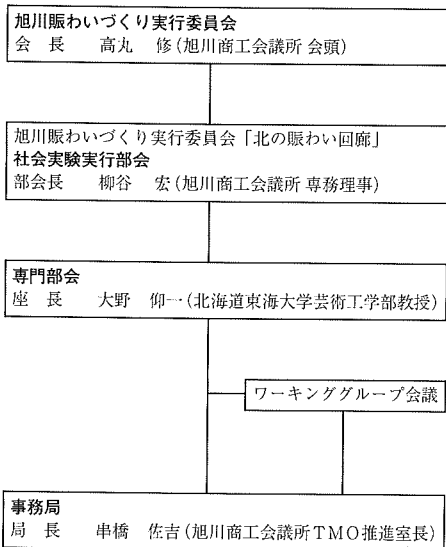 旭川賑わいづくり実行委員会
会 長 高丸 修(旭川商工会議所 会頭)
旭川賑わいづくり実行委員会「北の賑わい回廊」
社会実験実行部会
部会長 柳谷 宏(旭川商工会議所 専務理事)
専門部会
座 長 大野 仰一(北海道東海大学芸術工学部教授)
ワーキンググループ会議
事務局
局 長 串橋 佐吉(旭川商工会議所TMO推進室長)